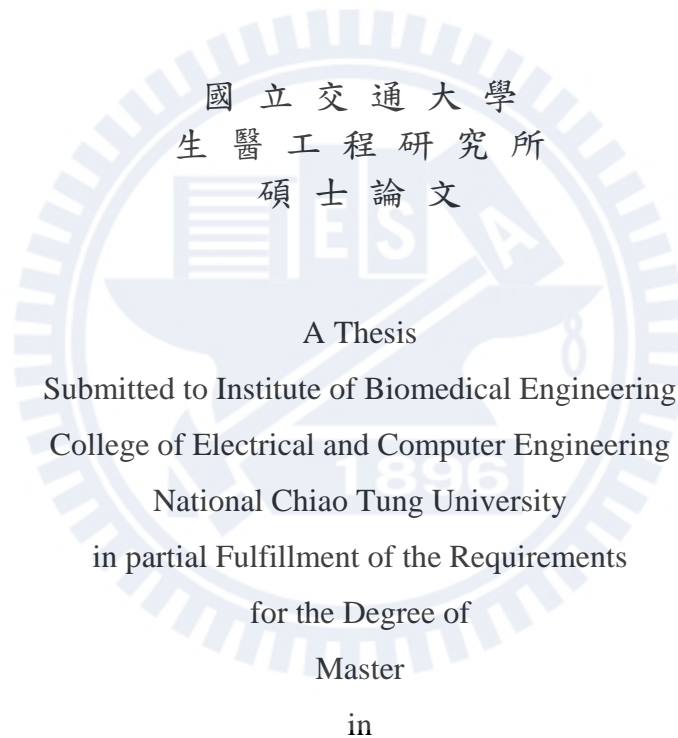 國 立 交 通 大 學
生 醫 工 程 研 究 所
碩 士 論 文
E S A
A Thesis
Submitted to Institute of Biomedical Engineering
College of Electrical and Computer Engineering
1896
National Chiao Tung University
in partial Fulfillment of the Requirements
for the Degree of
Master
in